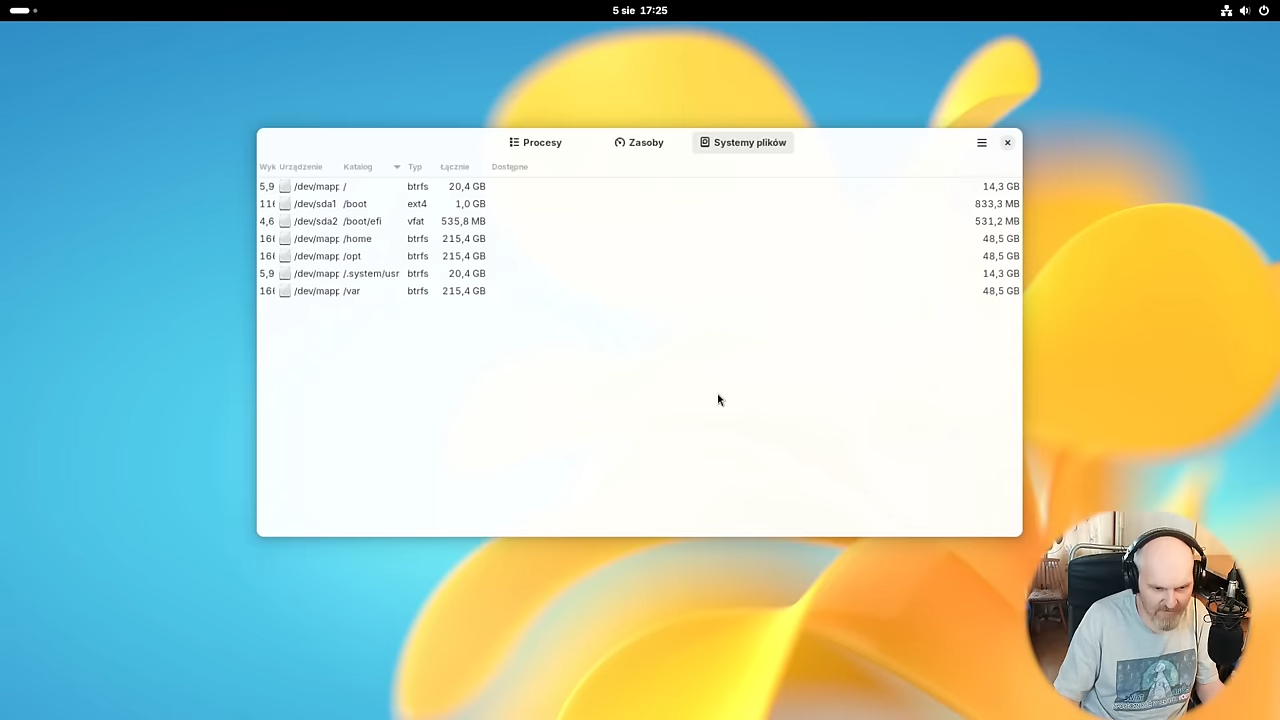 5 sie 17:25
Procesy Zasoby Systemy plików
Wyk Urządzenie Katalog Typ Łącznie Dostępne
5,9 /dev/mapp / btrfs 20,4 GB 14,3 GB
116 /dev/sda1 /boot ext4 1,0 GB 833,3 MB
4,6 /dev/sda2 /boot/efi vfat 535,8 MB 531,2 MB
166 /dev/mapp /home btrfs 215,4 GB 48,5 GB
166 /dev/mapp /opt btrfs 215,4 GB 48,5 GB
5,9 /dev/mapp /.system/usr btrfs 20,4 GB 14,3 GB
166 /dev/mapp /var btrfs 215,4 GB 48,5 GB